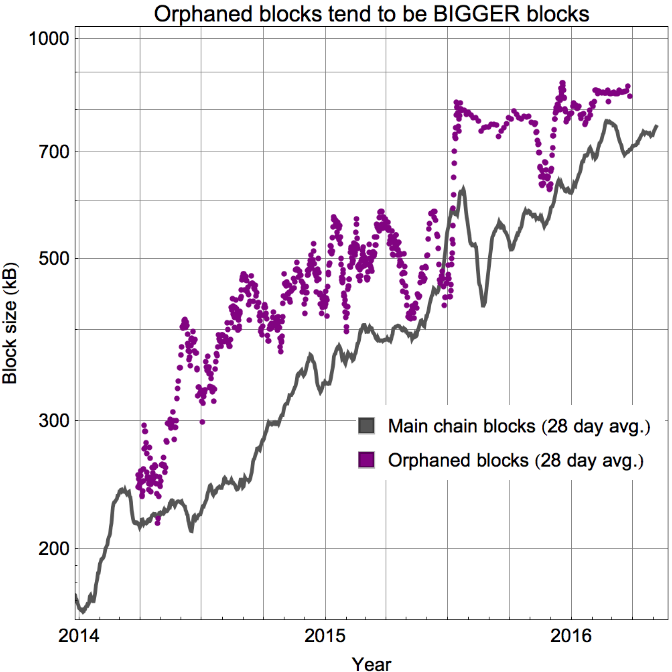 Orphaned blocks tend to be BIGGER blocks
1000
700
500
300
200
Block size (kB)
Main chain blocks (28 day avg.)
Orphaned blocks (28 day avg.)
2014 2015 2016
Year